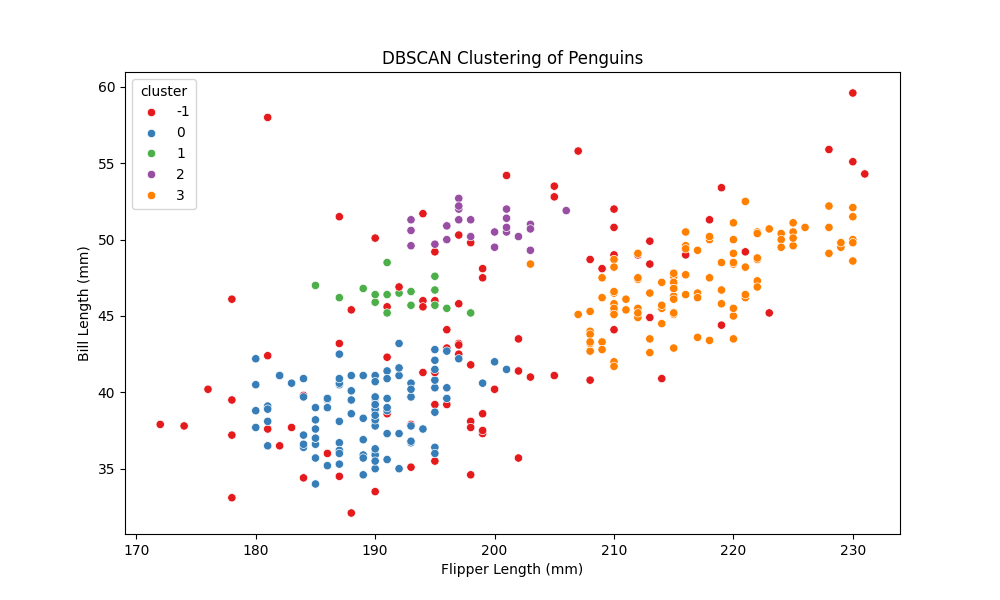 DBSCAN Clustering of Penguins
cluster
-1
0
1
2
3
60
55
50
45
40
35
Bill Length (mm)
170 180 190 200 210 220 230
Flipper Length (mm)